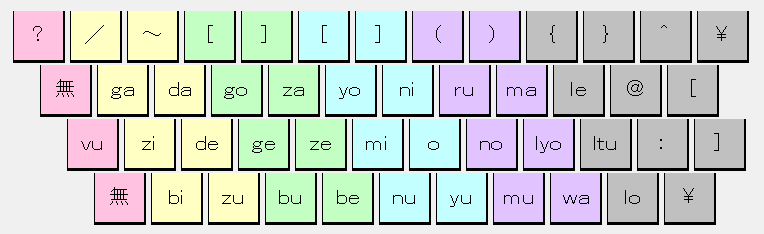 ？ ／ ～ [ ] [ ] ( ) { } ^ ¥
無 ga da go za yo ni ru ma le @ [
vu zi de ge ze mi o no lyo ltu : ]
無 bi zu bu be nu yu mu wa lo ¥